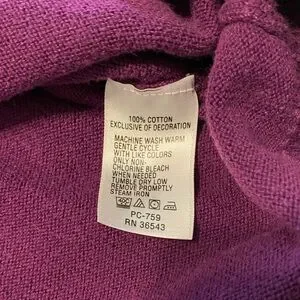 100% COTTON
EXCLUSIVE OF DECORATION
MACHINE WASH WARM
GENTLE CYCLE
WITH LIKE COLORS
ONLY NON-
CHLORINE BLEACH
WHEN NEEDED
TUMBLE DRY LOW
REMOVE PROMPTLY
STEAM IRON
PC-759
RN 36543